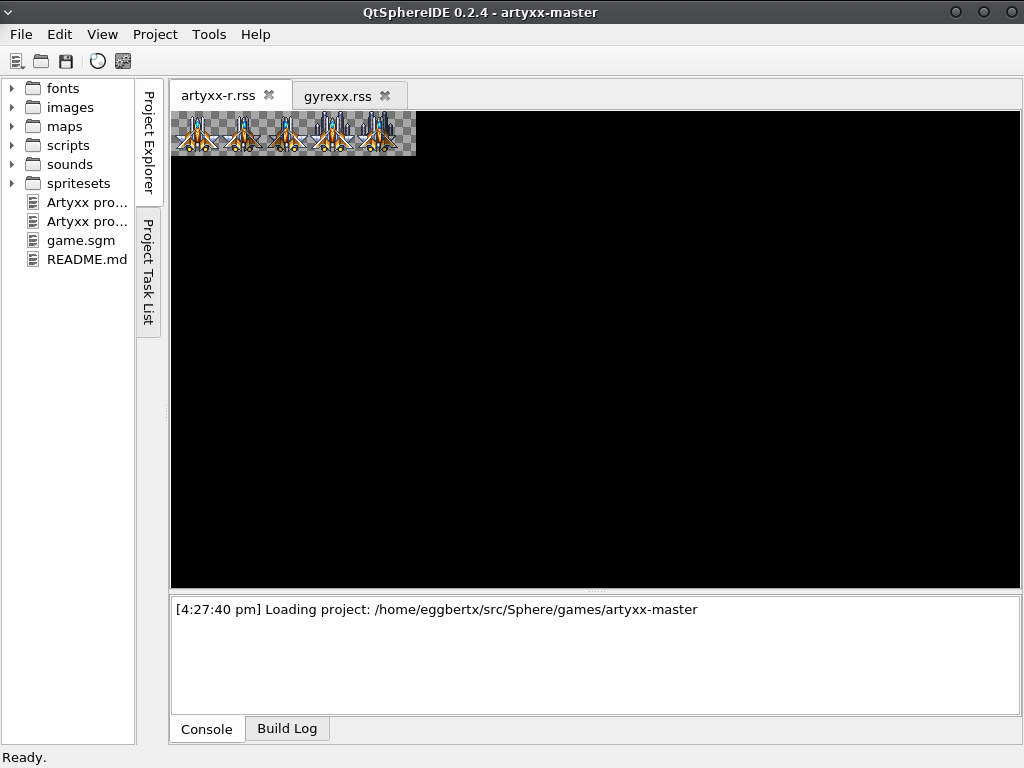 QtSphereIDE 0.2.4 - artyxx-master
File Edit View Project Tools Help
fonts
images
maps
scripts
sounds
spritesets
Artyxx pro...
Artyxx pro...
game.sgm
README.md
Project Explorer
Project Task List
artyxx-r.rss gyrexx.rss
[4:27:40 pm] Loading project: /home/eggbertx/src/Sphere/games/artyxx-master
Console Build Log
Ready.